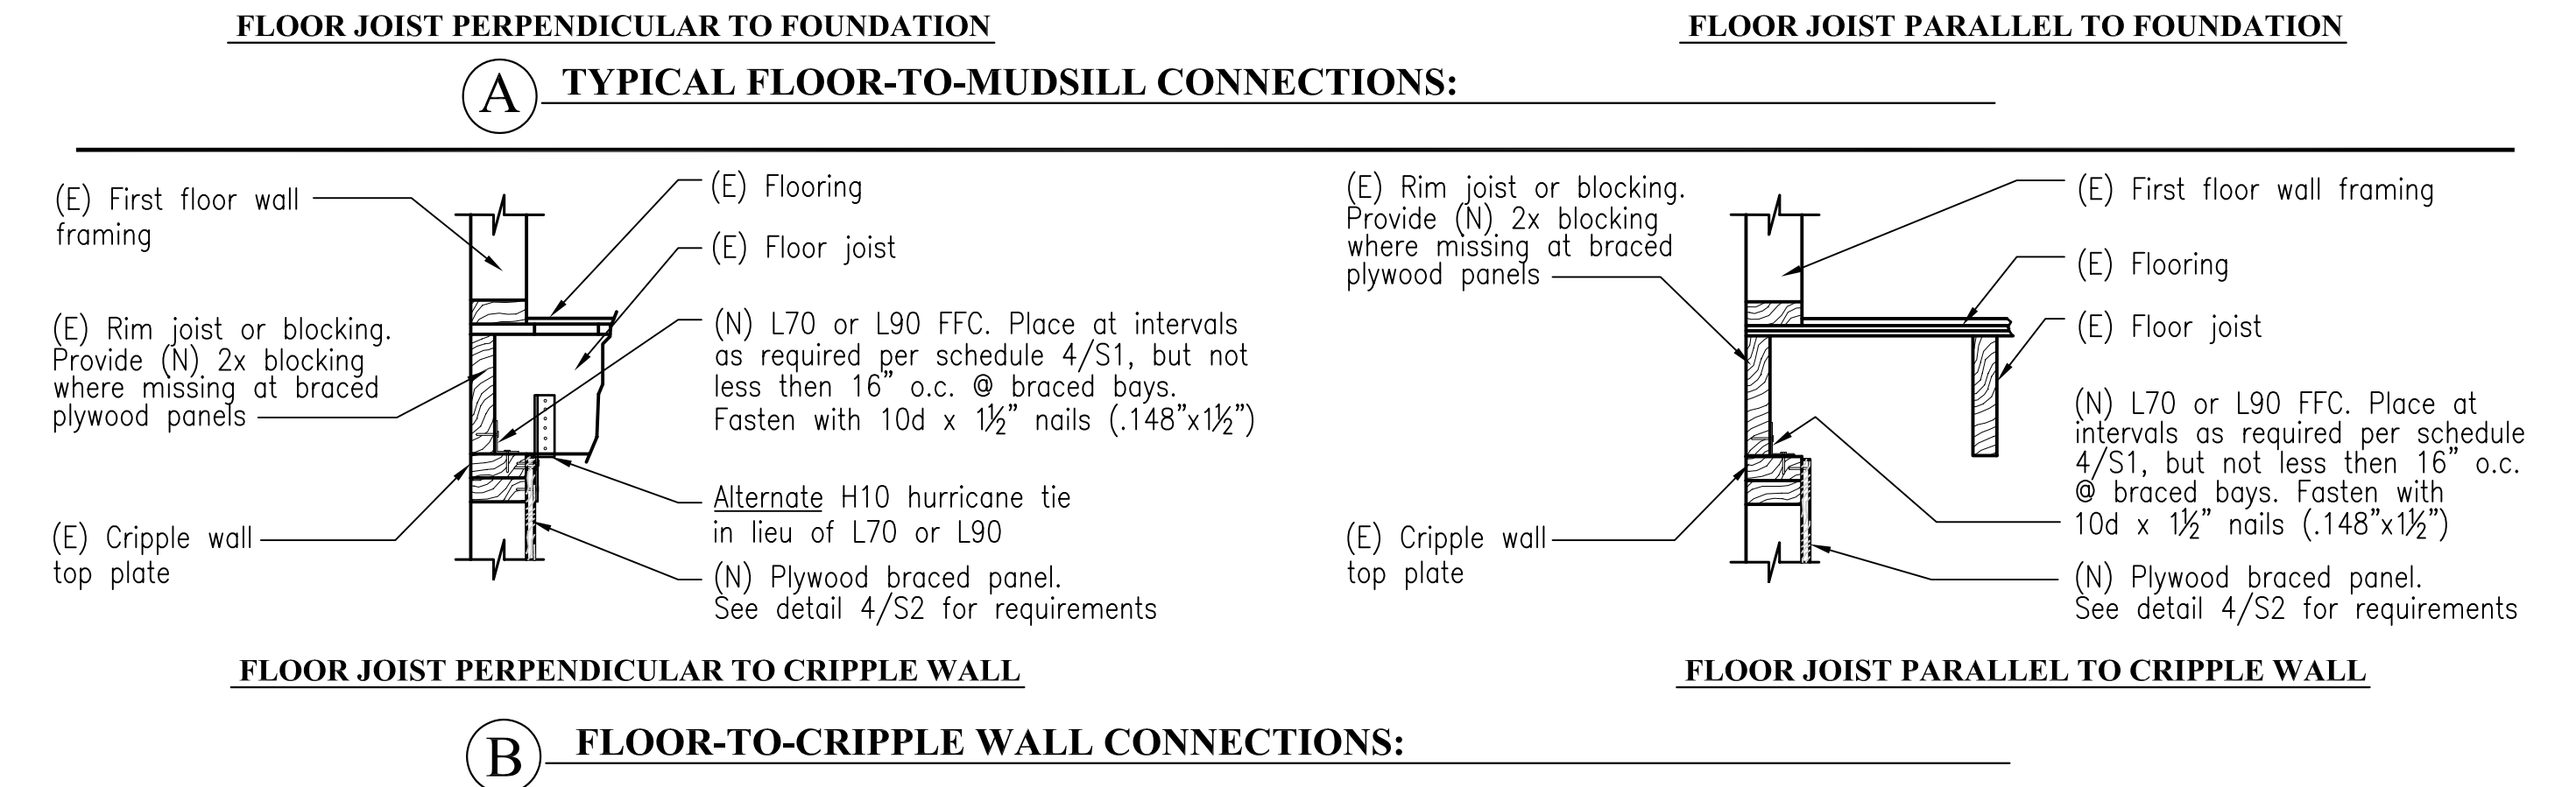 FLOOR JOIST PERPENDICULAR TO FOUNDATION
FLOOR JOIST PARALLEL TO FOUNDATION
A
TYPICAL FLOOR-TO-MUDSILL CONNECTIONS:
(E) First floor wall
framing
(E) Rim joist or blocking.
Provide (N) 2x blocking
where missing at braced
plywood panels
(E) Cripple wall
top plate
(E) Flooring
(E) Floor joist
(N) L70 or L90 FFC. Place at intervals
as required per schedule 4/S1, but not
less then 16" o.c. @ braced bays.
Fasten with 10d x 1½" nails (.148"x1½")
Alternate H10 hurricane tie
in lieu of L70 or L90
(N) Plywood braced panel.
See detail 4/S2 for requirements
FLOOR JOIST PERPENDICULAR TO CRIPPLE WALL
(E) Rim joist or blocking.
Provide (N) 2x blocking
where missing at braced
plywood panels
(E) Cripple wall
top plate
(E) First floor wall framing
(E) Flooring
(E) Floor joist
(N) L70 or L90 FFC. Place at
intervals as required per schedule
4/S1, but not less then 16" o.c.
@ braced bays. Fasten with
10d x 1½" nails (.148"x1½")
(N) Plywood braced panel.
See detail 4/S2 for requirements
FLOOR JOIST PARALLEL TO CRIPPLE WALL
B
FLOOR-TO-CRIPPLE WALL CONNECTIONS: